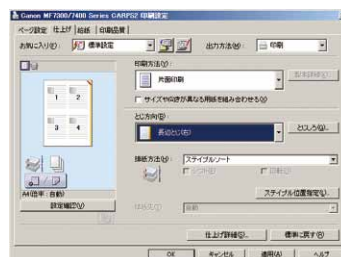 Canon MF7300/7400 Series CARPS2 印刷設定
ページ設定 仕上げ 給紙 印刷品質
お気に入り(E): 標準設定 出力方法(M): 印刷
印刷方法(Y):
片面印刷
サイズや向きが異なる用紙を組み合わせる(X)
1 2
3 4
とじ方向(B):
長辺とじ(左)
とじしろ(G)...
排紙方法(H): ステイプルソート
ステイプル位置指定(L)...
A4(倍率:自動)
設定確認(V)
自動
仕上げ詳細(S)... 標準に戻す(R)
OK キャンセル 適用(A) ヘルプ